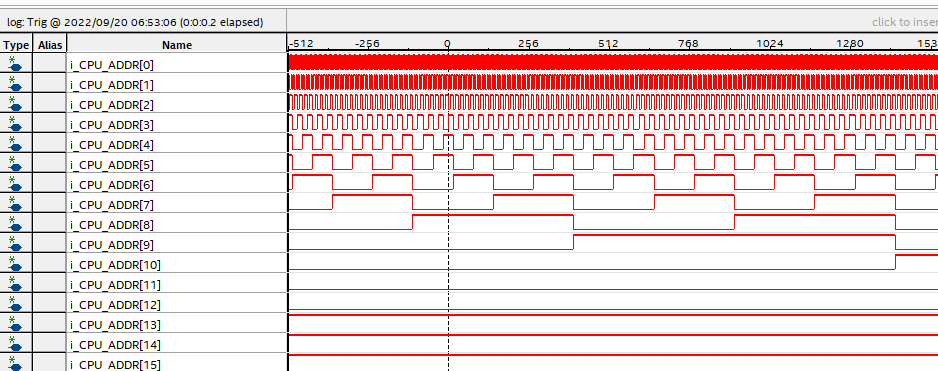 log: Trig @ 2022/09/20 06:53:06 (0:0:0.2 elapsed) click to inser
Type Alias Name -512 -256 0 256 512 768 1024 1280 153
i_CPU_ADDR[0]
i_CPU_ADDR[1]
i_CPU_ADDR[2]
i_CPU_ADDR[3]
i_CPU_ADDR[4]
i_CPU_ADDR[5]
i_CPU_ADDR[6]
i_CPU_ADDR[7]
i_CPU_ADDR[8]
i_CPU_ADDR[9]
i_CPU_ADDR[10]
i_CPU_ADDR[11]
i_CPU_ADDR[12]
i_CPU_ADDR[13]
i_CPU_ADDR[14]
i_CPU_ADDR[15]